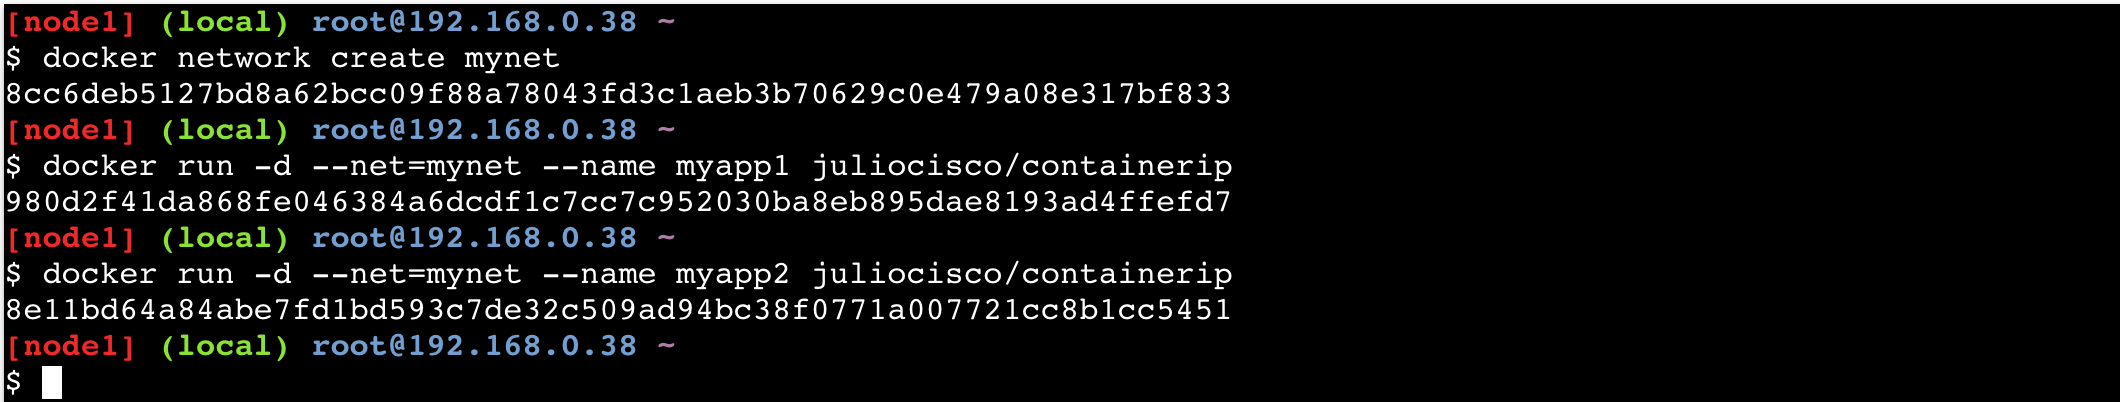 [node1] (local) root@192.168.0.38 ~
$ docker network create mynet
8cc6deb5127bd8a62bcc09f88a78043fd3c1aeb3b70629c0e479a08e317bf833
[node1] (local) root@192.168.0.38 ~
$ docker run -d --net=mynet --name myapp1 juliocisco/containerip
980d2f41da868fe046384a6dcdf1c7cc7c952030ba8eb895dae8193ad4ffefd7
[node1] (local) root@192.168.0.38 ~
$ docker run -d --net=mynet --name myapp2 juliocisco/containerip
8e11bd64a84abe7fd1bd593c7de32c509ad94bc38f0771a007721cc8b1cc5451
[node1] (local) root@192.168.0.38 ~
$